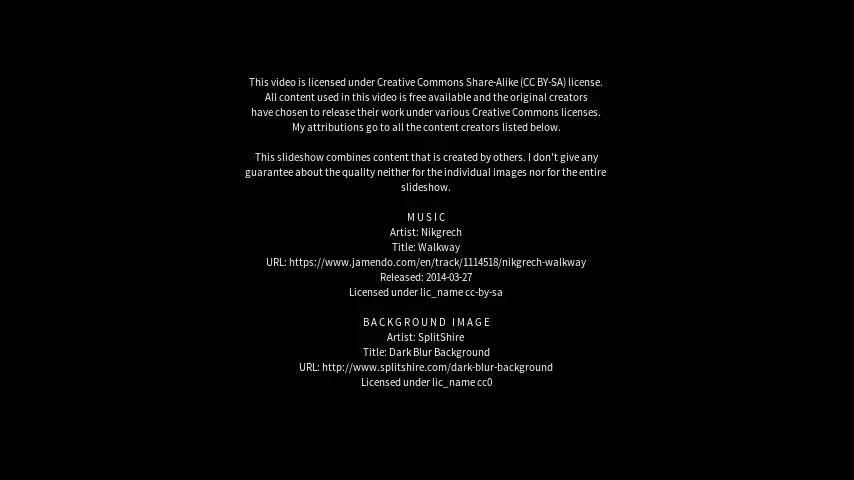 This video is licensed under Creative Commons Share-Alike (CC BY-SA) license.
All content used in this video is free available and the original creators
have chosen to release their work under various Creative Commons licenses.
My attributions go to all the content creators listed below.
This slideshow combines content that is created by others. I don't give any
guarantee about the quality neither for the individual images nor for the entire
slideshow.
MUSIC
Artist: Nikgrech
Title: Walkway
URL: https://www.jamendo.com/en/track/1114518/nikgrech-walkway
Released: 2014-03-27
Licensed under lic_name cc-by-sa
BACKGROUND IMAGE
Artist: SplitShire
Title: Dark Blur Background
URL: http://www.splitshire.com/dark-blur-background
Licensed under lic_name cc0